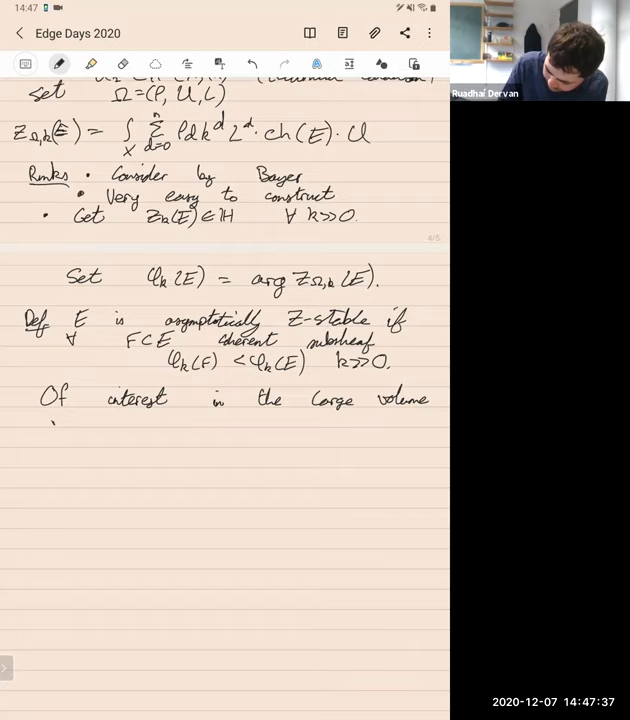 14:47
Edge Days 2020
Ruadhaí Dervan
set Ω = (ρ, U, L)
Z_{Ω,k}(E) = ∫_X Σ_{d=0}^n ρ_d k^d L^d · ch(E) · U
Rmks • Consider by Bayer
• Very easy to construct
• Get Z_k(E) ∈ ℍ ∀ k>>0.
4/5
Set φ_k(E) = arg Z_{Ω,k}(E).
Def E is asymptotically Z-stable if
∀ F⊂E coherent subsheaf
φ_k(F) < φ_k(E) k>>0.
Of interest in the large volume
2020-12-07 14:47:37